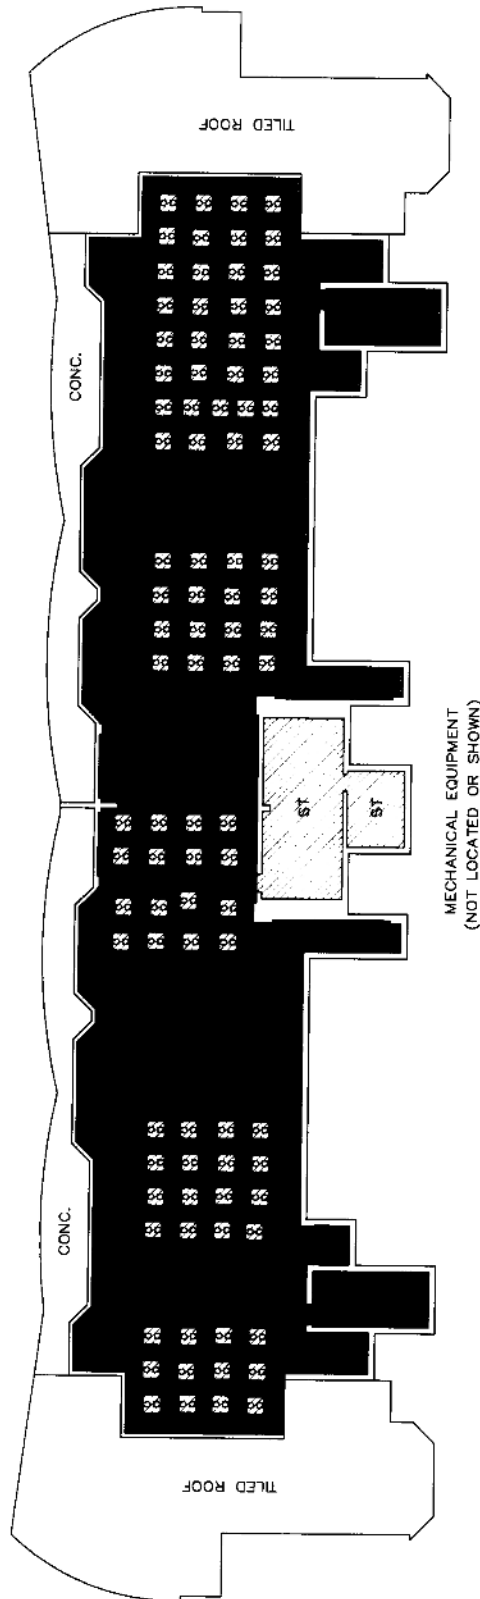 TILED ROOF
CONC.
ST
ST
MECHANICAL EQUIPMENT
(NOT LOCATED OR SHOWN)
CONC.
TILED ROOF